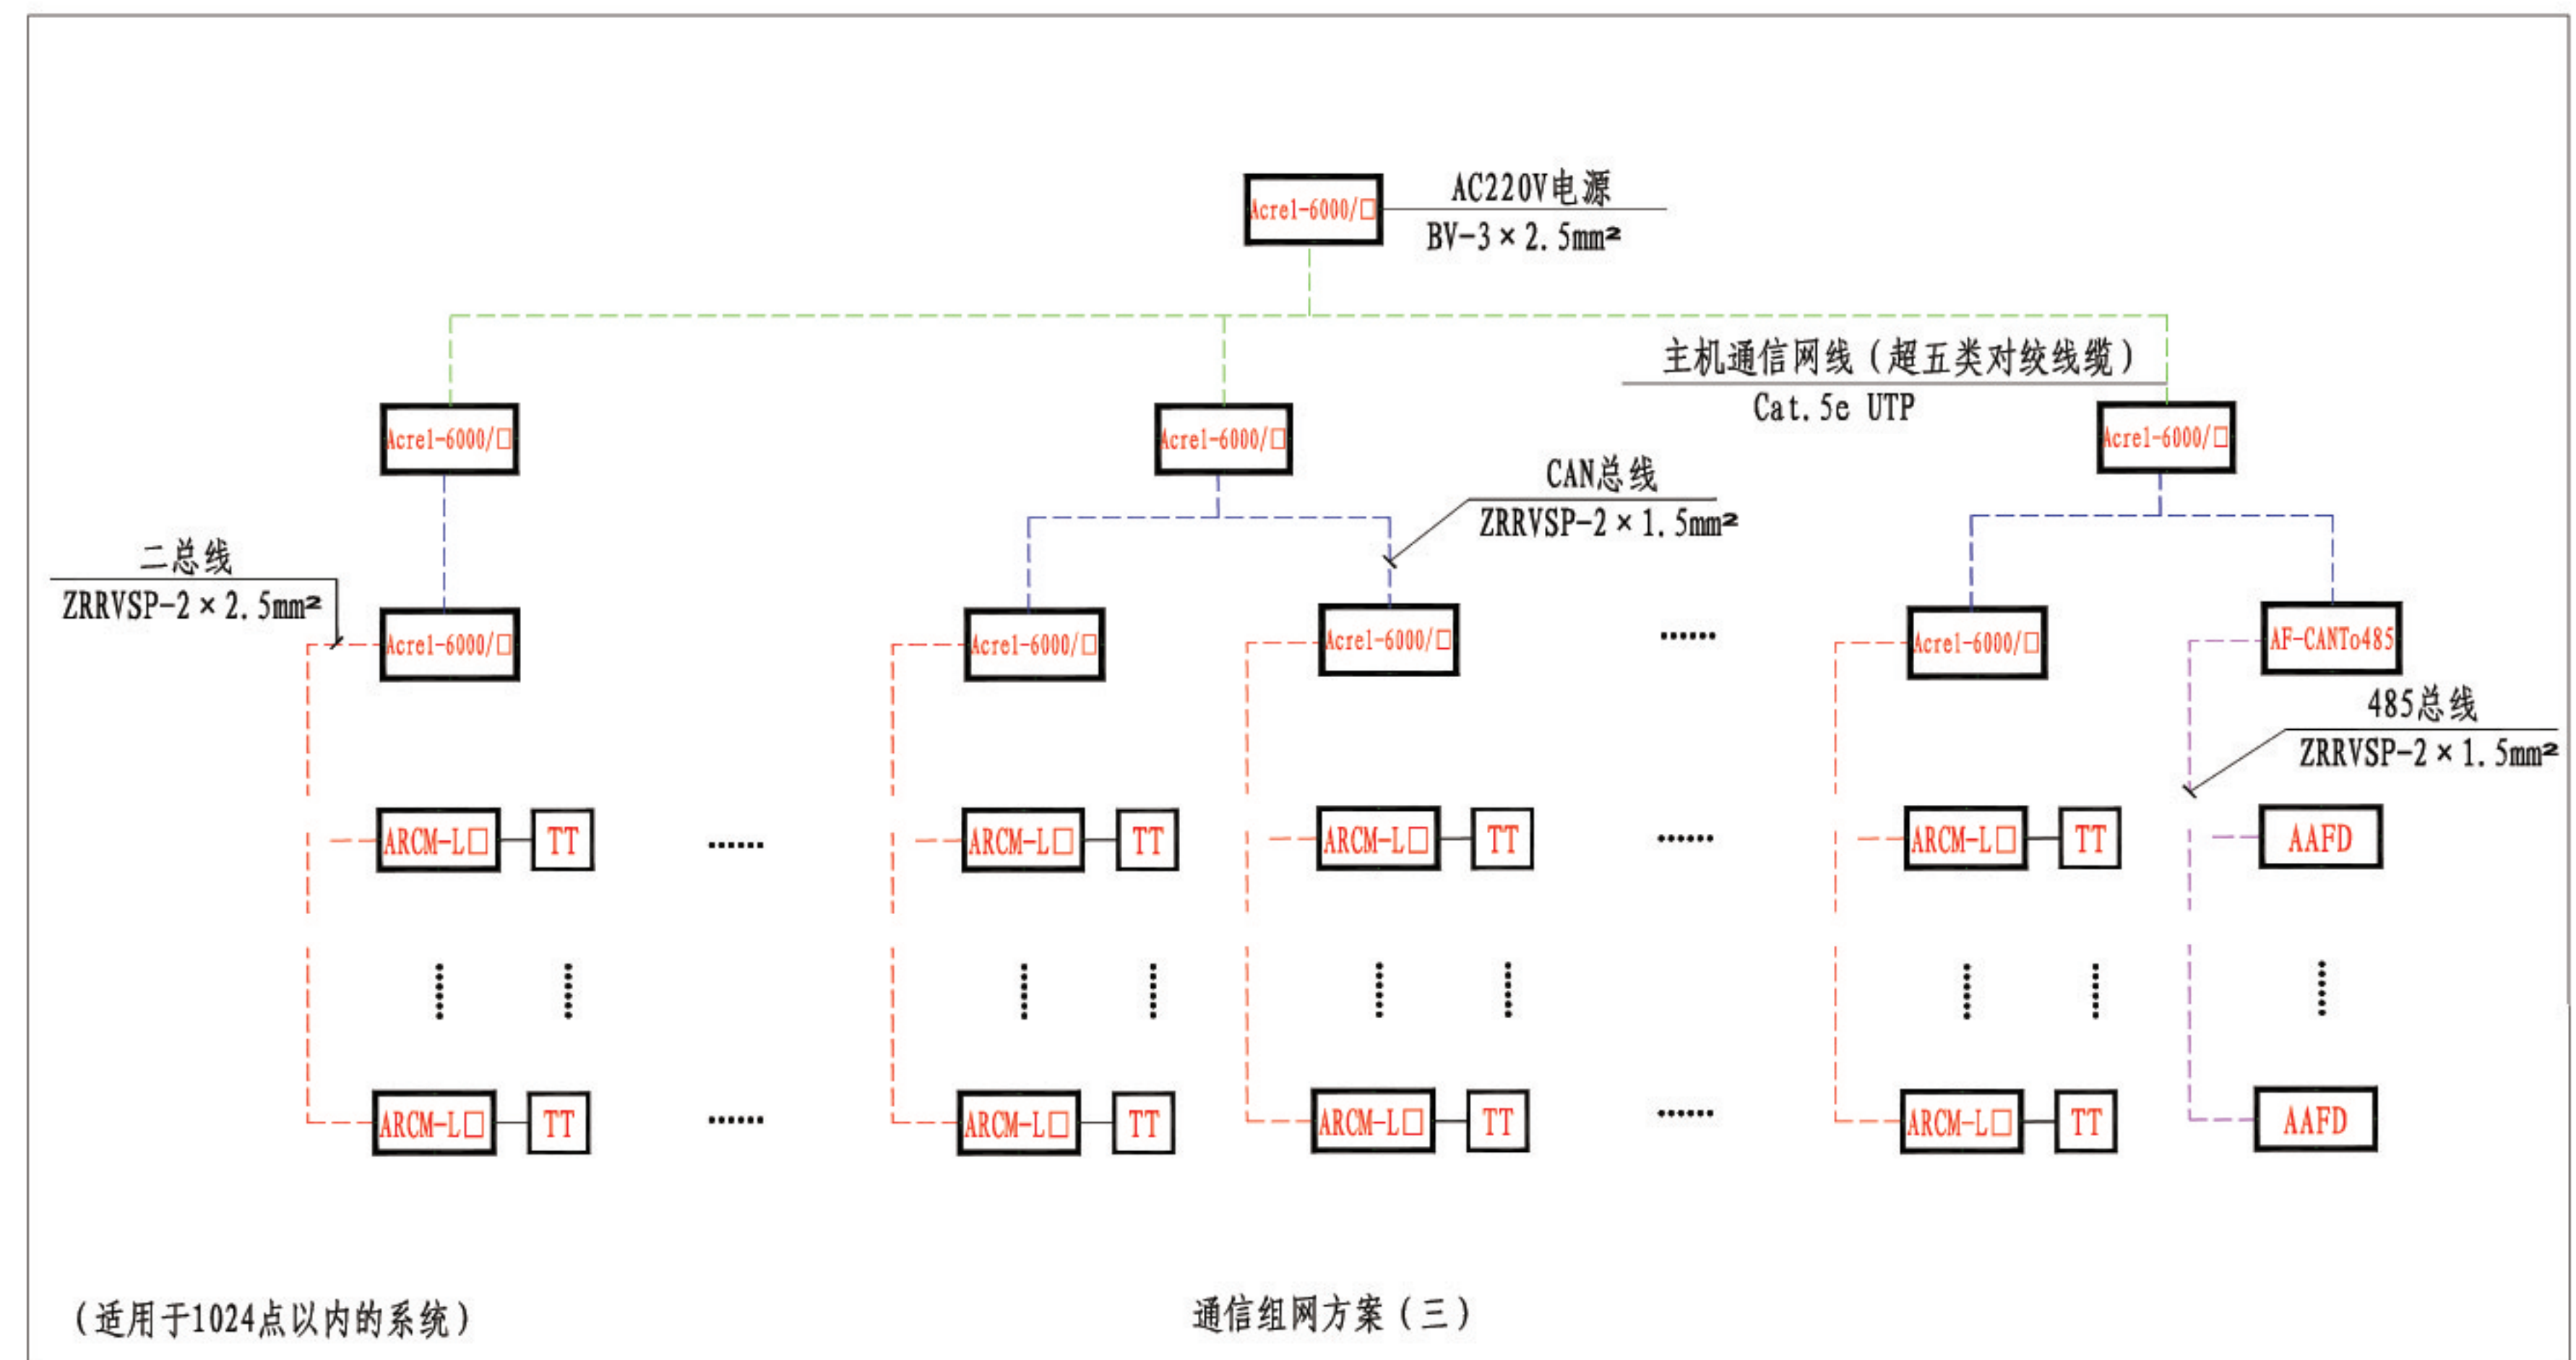 Acrel-6000/□
AC220V电源
BV-3×2.5mm²
主机通信网线（超五类对绞线缆）
Cat.5e UTP
Acrel-6000/□
Acrel-6000/□
Acrel-6000/□
CAN总线
ZRRVSP-2×1.5mm²
二总线
ZRRVSP-2×2.5mm²
Acrel-6000/□
Acrel-6000/□
Acrel-6000/□
……
Acrel-6000/□
AF-CANTo485
485总线
ZRRVSP-2×1.5mm²
ARCM-L□
TT
……
ARCM-L□
TT
ARCM-L□
TT
……
ARCM-L□
TT
AAFD
ARCM-L□
TT
……
ARCM-L□
TT
ARCM-L□
TT
……
ARCM-L□
TT
AAFD
（适用于1024点以内的系统）
通信组网方案（三）